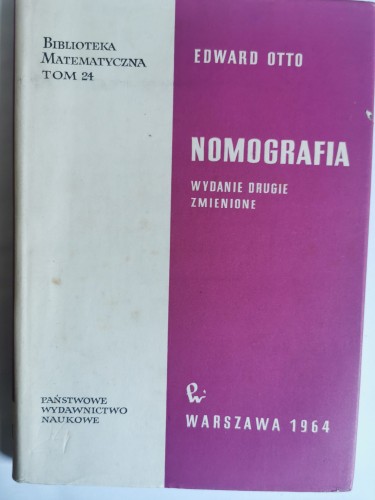 BIBLIOTEKA
MATEMATYCZNA
TOM 24
PAŃSTWOWE
WYDAWNICTWO
NAUKOWE
EDWARD OTTO
NOMOGRAFIA
WYDANIE DRUGIE
ZMIENIONE
WARSZAWA 1964